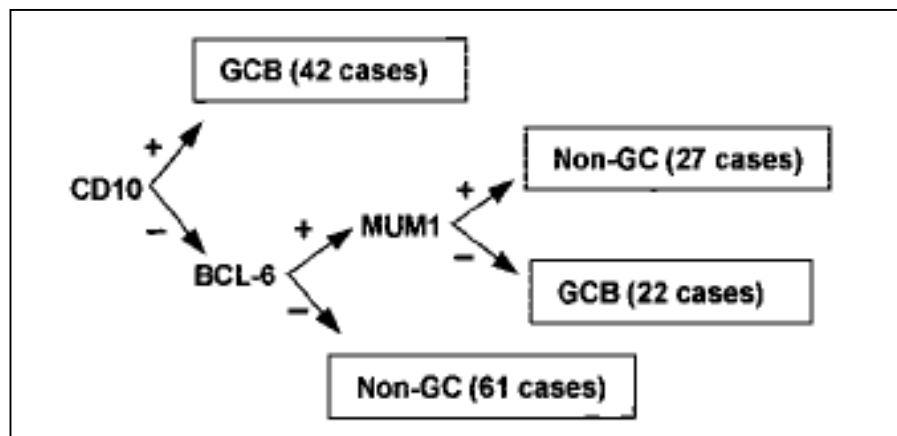 GCB (42 cases)
+
Non-GC (27 cases)
CD10
+
+
MUM1
−
−
BCL-6
GCB (22 cases)
−
Non-GC (61 cases)